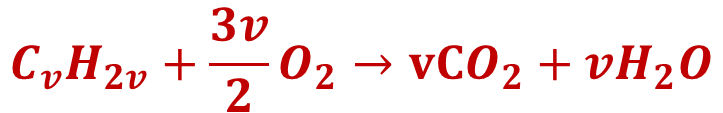 CᵥH₂ᵥ + 3v/2 O₂ → vCO₂ + vH₂O